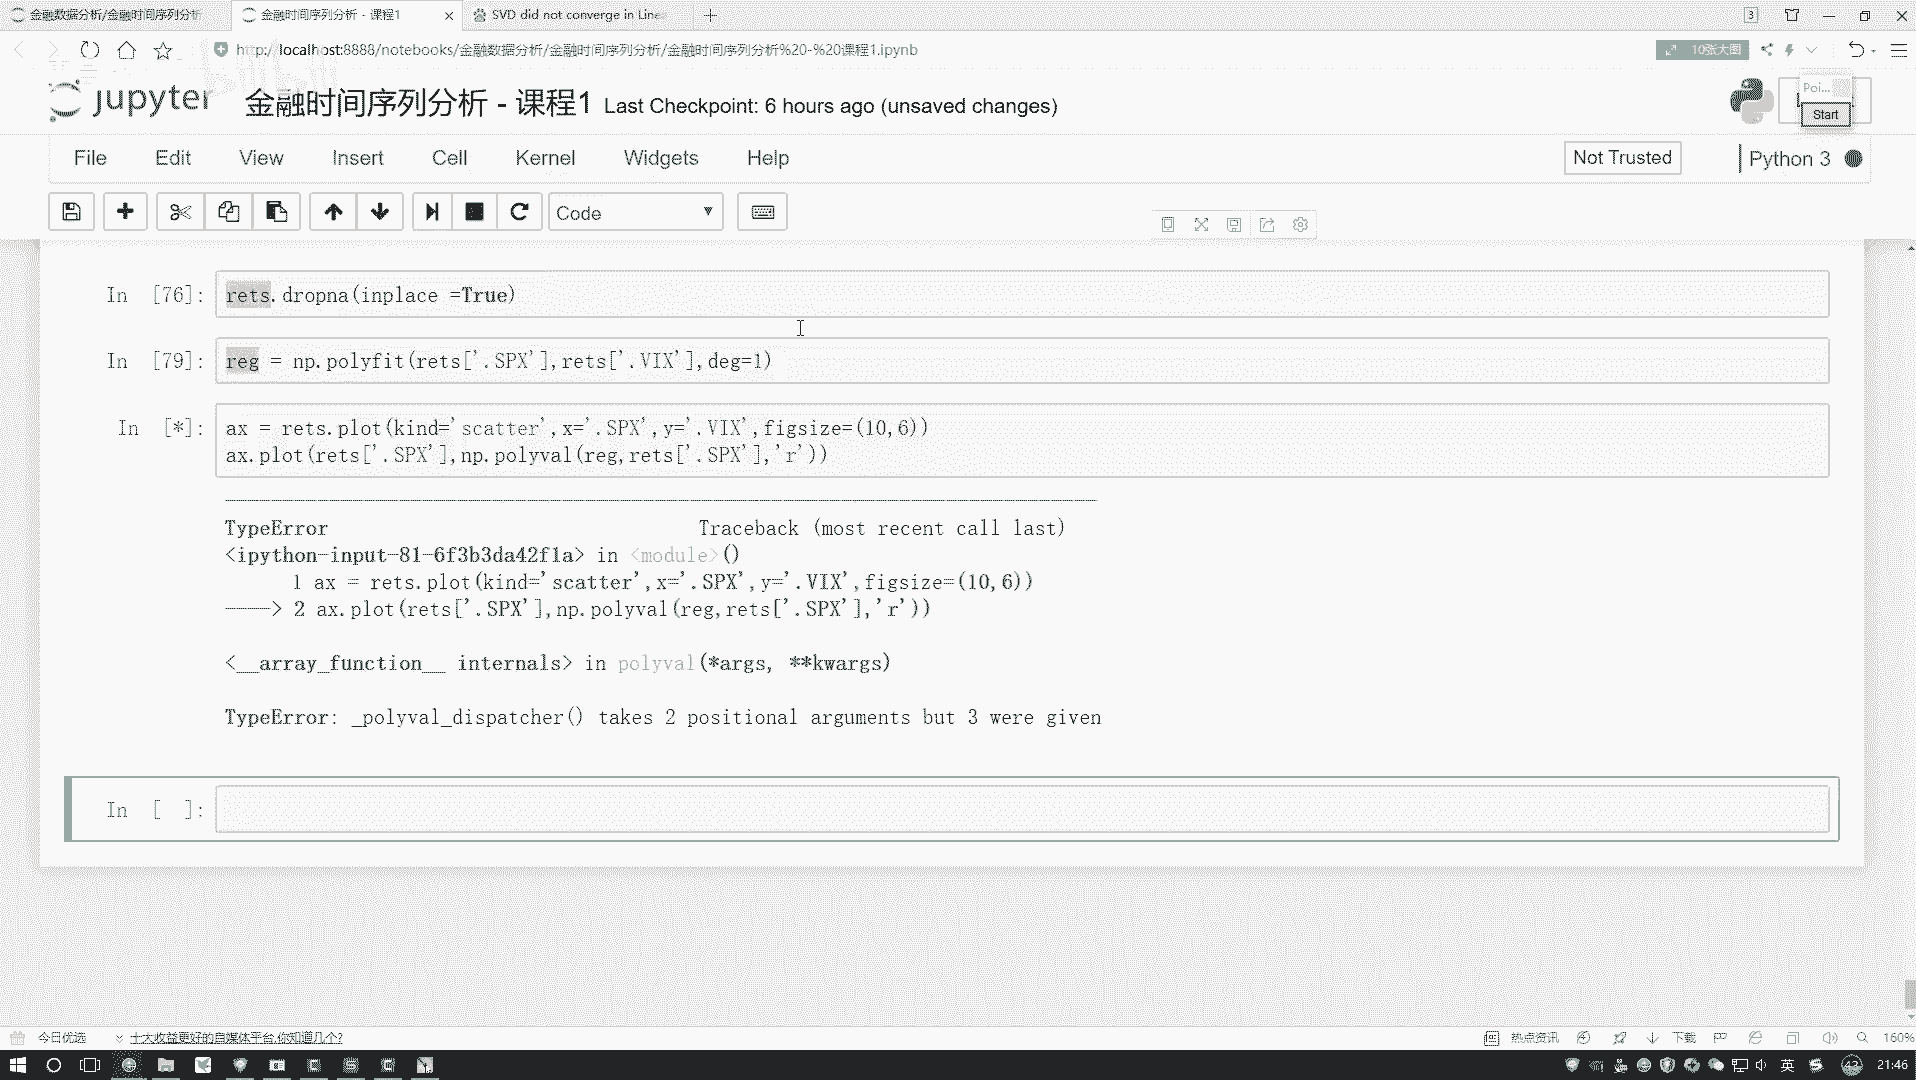 金融数据分析/金融时间序列分析
金融时间序列分析 - 课程1
SVD did not converge in Line
3
http://localhost:8888/notebooks/金融数据分析/金融时间序列分析/金融时间序列分析%20-%20课程1.ipynb
10张大图
jupyter 金融时间序列分析 - 课程1 Last Checkpoint: 6 hours ago (unsaved changes)
Poi...
Start
File Edit View Insert Cell Kernel Widgets Help
Not Trusted
Python 3
Code
In [76]: rets.dropna(inplace =True)
In [79]: reg = np.polyfit(rets['.SPX'],rets['.VIX'],deg=1)
In [*]: ax = rets.plot(kind='scatter',x='.SPX',y='.VIX',figsize=(10,6))
ax.plot(rets['.SPX'],np.polyval(reg,rets['.SPX'],'r'))
TypeError Traceback (most recent call last)
<ipython-input-81-6f3b3da42f1a> in <module>()
1 ax = rets.plot(kind='scatter',x='.SPX',y='.VIX',figsize=(10,6))
----> 2 ax.plot(rets['.SPX'],np.polyval(reg,rets['.SPX'],'r'))
<__array_function__ internals> in polyval(*args, **kwargs)
TypeError: _polyval_dispatcher() takes 2 positional arguments but 3 were given
In [ ]:
今日优选
十大收益更好的自媒体平台,你知道几个?
热点资讯
下载
160%
英
21:46